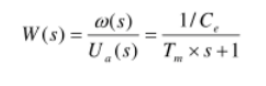 W(s) = ω(s) / U_a(s) = 1/C_e / T_m × s + 1